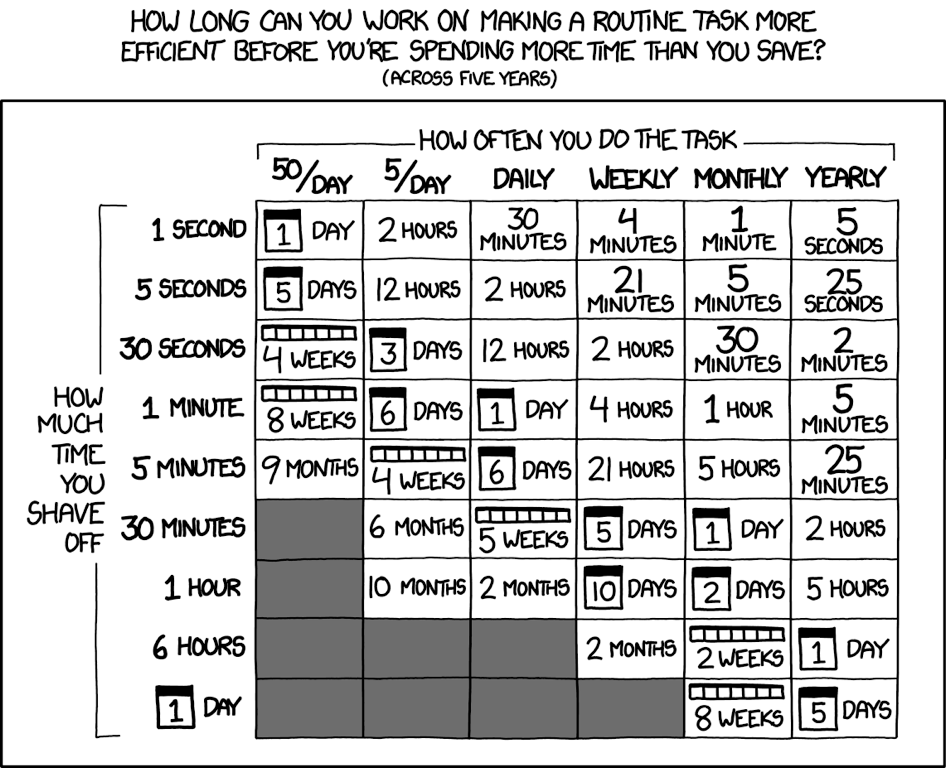 HOW LONG CAN YOU WORK ON MAKING A ROUTINE TASK MORE
EFFICIENT BEFORE YOU'RE SPENDING MORE TIME THAN YOU SAVE?
(ACROSS FIVE YEARS)
HOW OFTEN YOU DO THE TASK
50/DAY 5/DAY DAILY WEEKLY MONTHLY YEARLY
HOW
MUCH
TIME
YOU
SHAVE
OFF
1 SECOND 1 DAY 2 HOURS 30 MINUTES 4 MINUTES 1 MINUTE 5 SECONDS
5 SECONDS 5 DAYS 12 HOURS 2 HOURS 21 MINUTES 5 MINUTES 25 SECONDS
30 SECONDS 4 WEEKS 3 DAYS 12 HOURS 2 HOURS 30 MINUTES 2 MINUTES
1 MINUTE 8 WEEKS 6 DAYS 1 DAY 4 HOURS 1 HOUR 5 MINUTES
5 MINUTES 9 MONTHS 4 WEEKS 6 DAYS 21 HOURS 5 HOURS 25 MINUTES
30 MINUTES 6 MONTHS 5 WEEKS 5 DAYS 1 DAY 2 HOURS
1 HOUR 10 MONTHS 2 MONTHS 10 DAYS 2 DAYS 5 HOURS
6 HOURS 2 MONTHS 2 WEEKS 1 DAY
1 DAY 8 WEEKS 5 DAYS